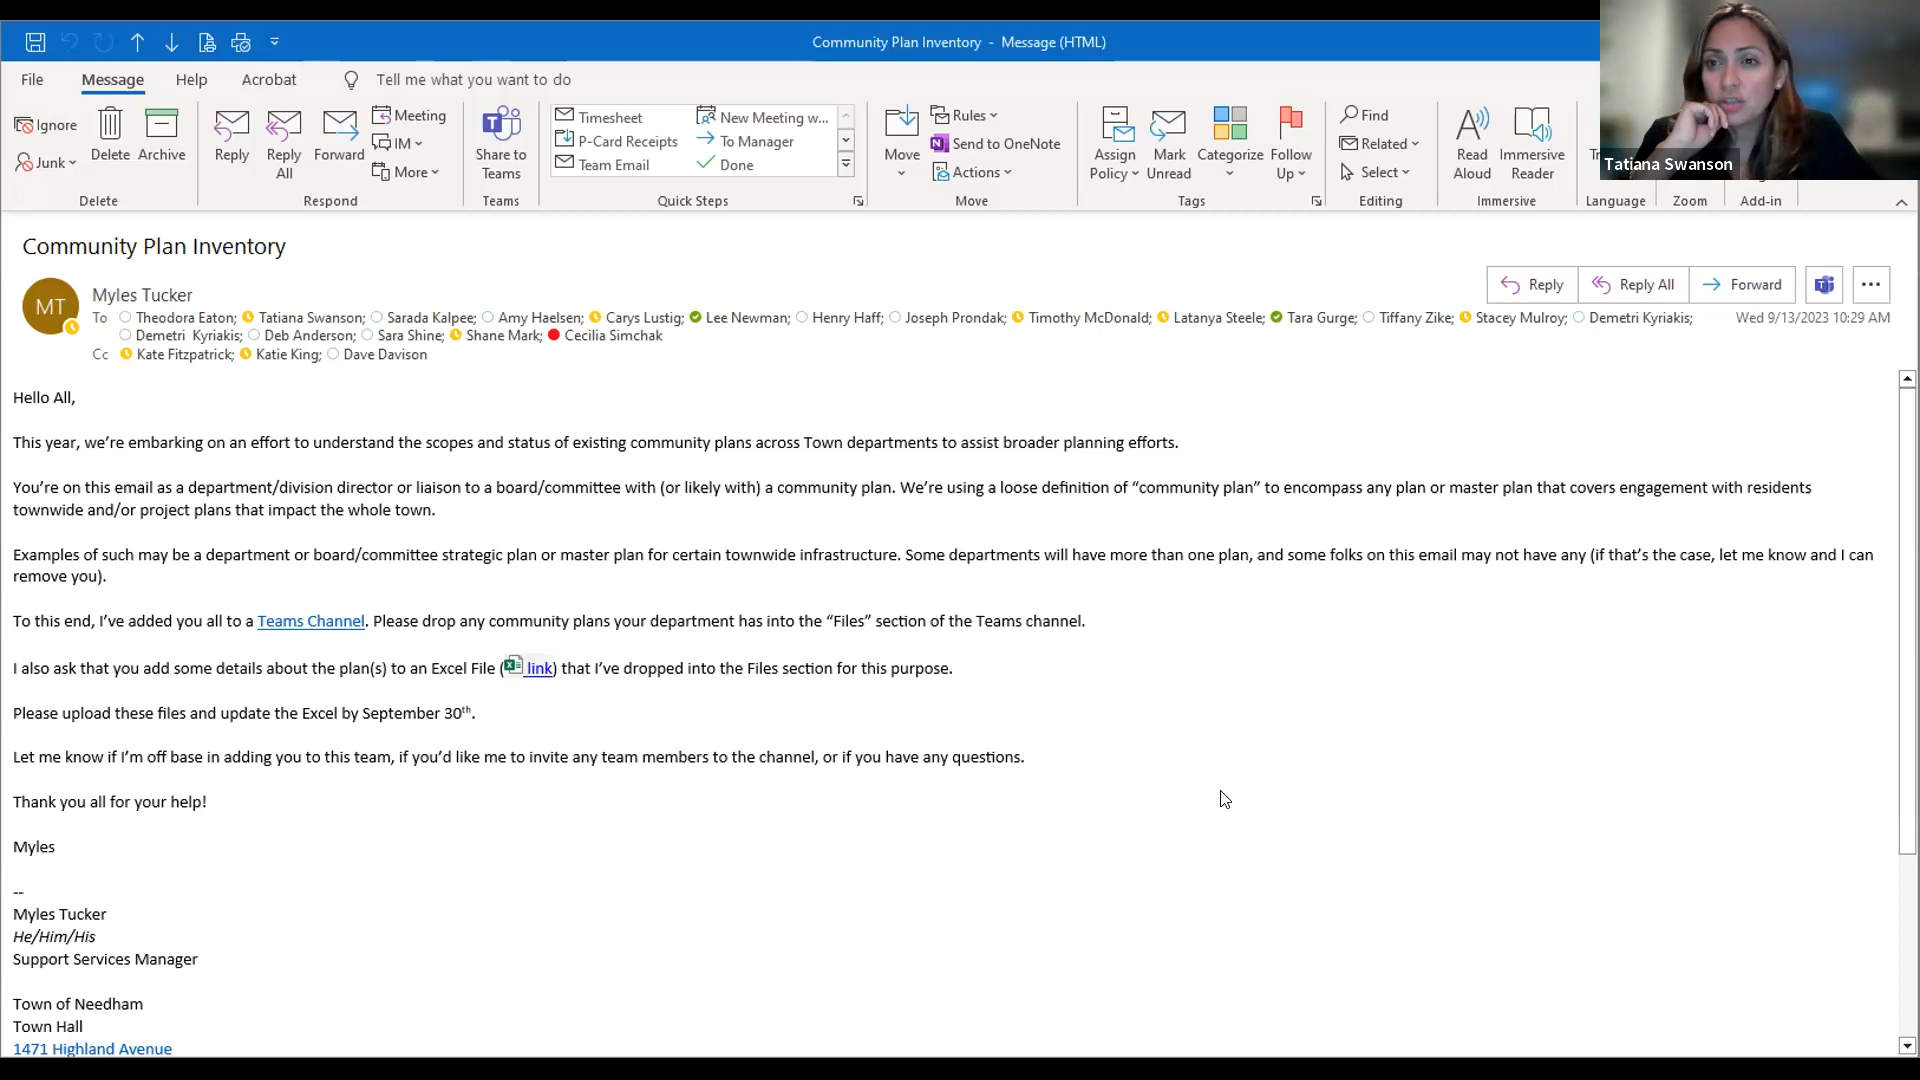 Community Plan Inventory - Message (HTML)
File Message Help Acrobat Tell me what you want to do
Ignore
Junk
Delete
Archive
Delete
Reply
Reply All
Forward
Meeting
IM
More
Respond
Share to Teams
Teams
Timesheet
P-Card Receipts
Team Email
New Meeting w...
To Manager
Done
Quick Steps
Move
Rules
Send to OneNote
Actions
Move
Assign Policy
Mark Unread
Categorize
Follow Up
Tags
Find
Related
Select
Editing
Read Aloud
Immersive Reader
Immersive
Language
Zoom
Add-in
Tatiana Swanson
Community Plan Inventory
MT
Myles Tucker
Reply
Reply All
Forward
To Theodora Eaton; Tatiana Swanson; Sarada Kalpee; Amy Haelsen; Carys Lustig; Lee Newman; Henry Haff; Joseph Prondak; Timothy McDonald; Latanya Steele; Tara Gurge; Tiffany Zike; Stacey Mulroy; Demetri Kyriakis;
Wed 9/13/2023 10:29 AM
Demetri Kyriakis; Deb Anderson; Sara Shine; Shane Mark; Cecilia Simchak
Cc Kate Fitzpatrick; Katie King; Dave Davison
Hello All,
This year, we’re embarking on an effort to understand the scopes and status of existing community plans across Town departments to assist broader planning efforts.
You’re on this email as a department/division director or liaison to a board/committee with (or likely with) a community plan. We’re using a loose definition of “community plan” to encompass any plan or master plan that covers engagement with residents
townwide and/or project plans that impact the whole town.
Examples of such may be a department or board/committee strategic plan or master plan for certain townwide infrastructure. Some departments will have more than one plan, and some folks on this email may not have any (if that’s the case, let me know and I can
remove you).
To this end, I’ve added you all to a Teams Channel. Please drop any community plans your department has into the “Files” section of the Teams channel.
I also ask that you add some details about the plan(s) to an Excel File (link) that I’ve dropped into the Files section for this purpose.
Please upload these files and update the Excel by September 30th.
Let me know if I’m off base in adding you to this team, if you’d like me to invite any team members to the channel, or if you have any questions.
Thank you all for your help!
Myles
--
Myles Tucker
He/Him/His
Support Services Manager
Town of Needham
Town Hall
1471 Highland Avenue